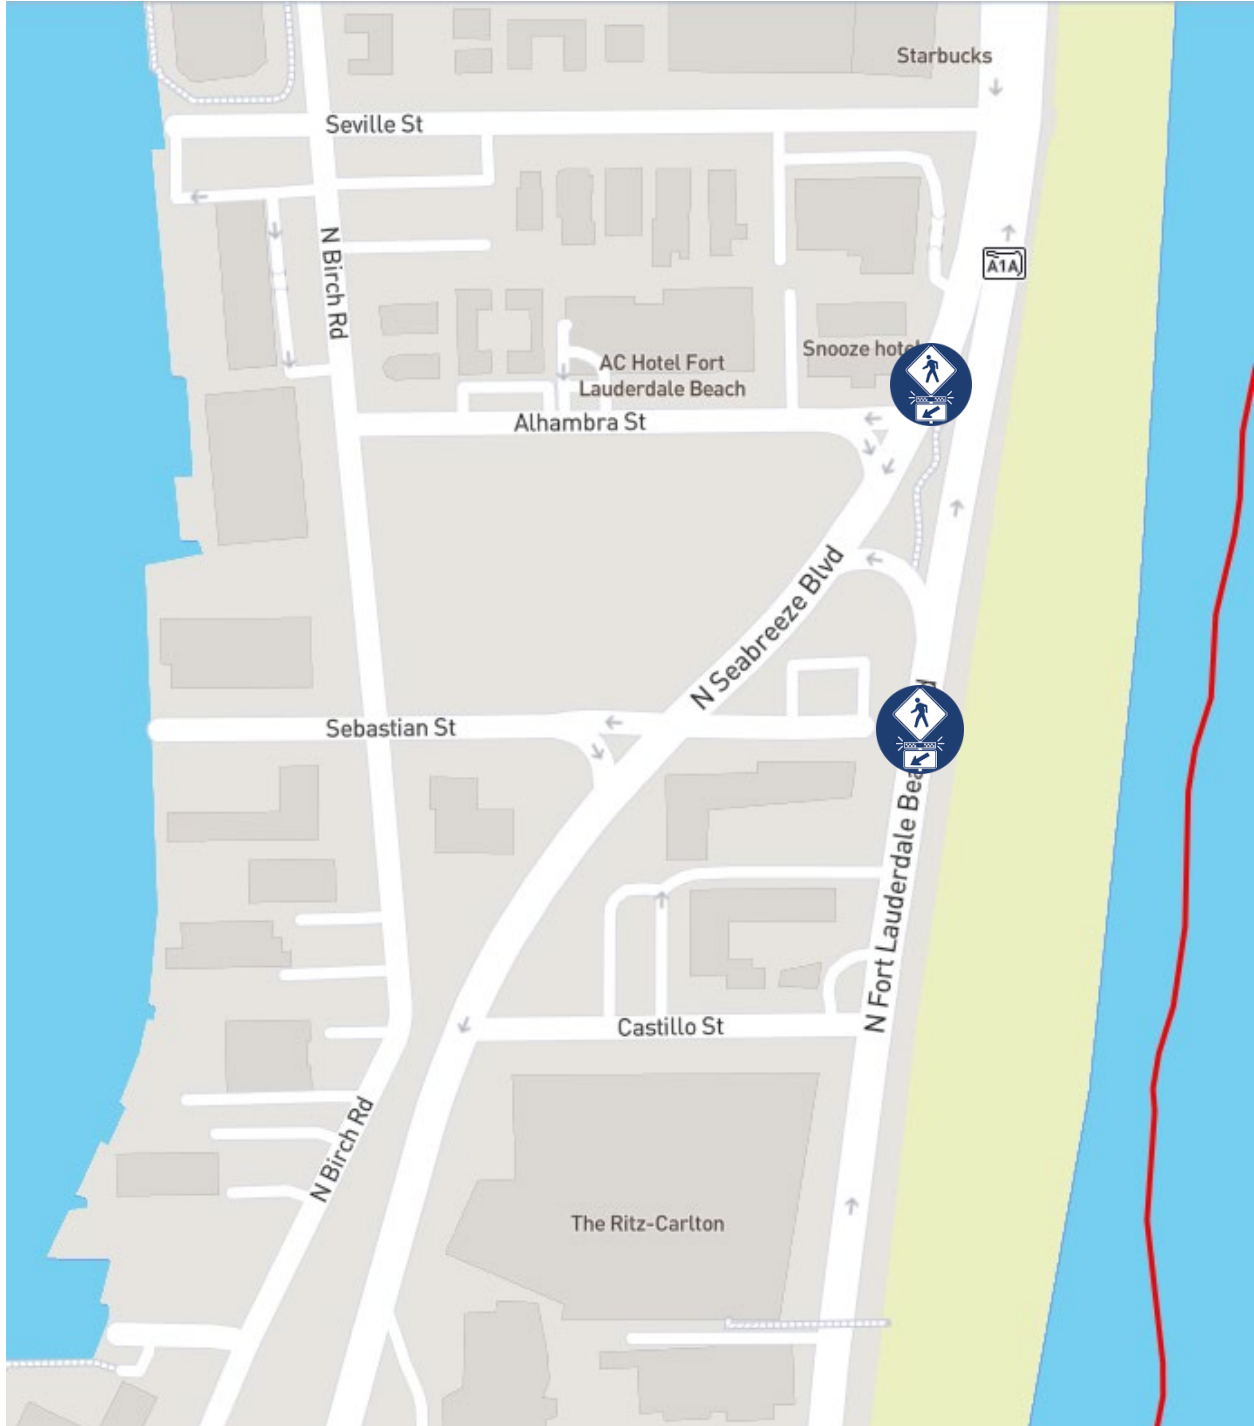 Starbucks
Seville St
N Birch Rd
A1A
Snooze hotel
AC Hotel Fort
Lauderdale Beach
Alhambra St
N Seabreeze Blvd
Sebastian St
N Fort Lauderdale Bea
Castillo St
N Birch Rd
The Ritz-Carlton